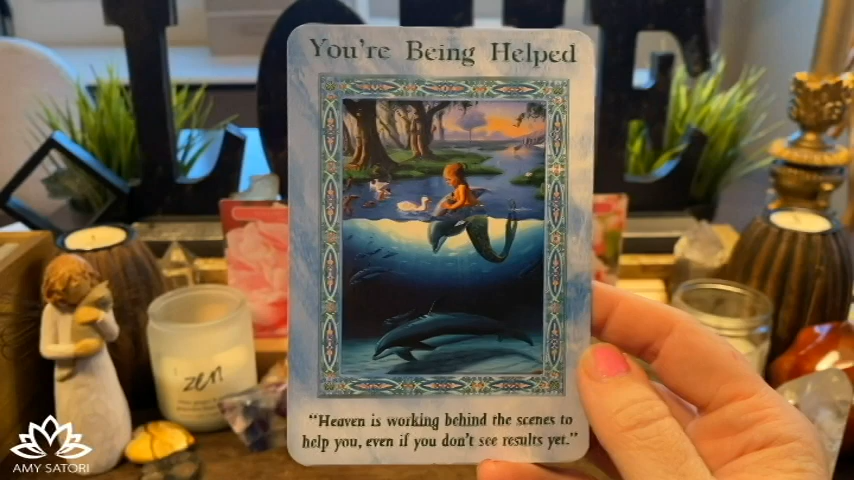 You're Being Helped
zen
"Heaven is working behind the scenes to
help you, even if you don't see results yet."
AMY SATORI